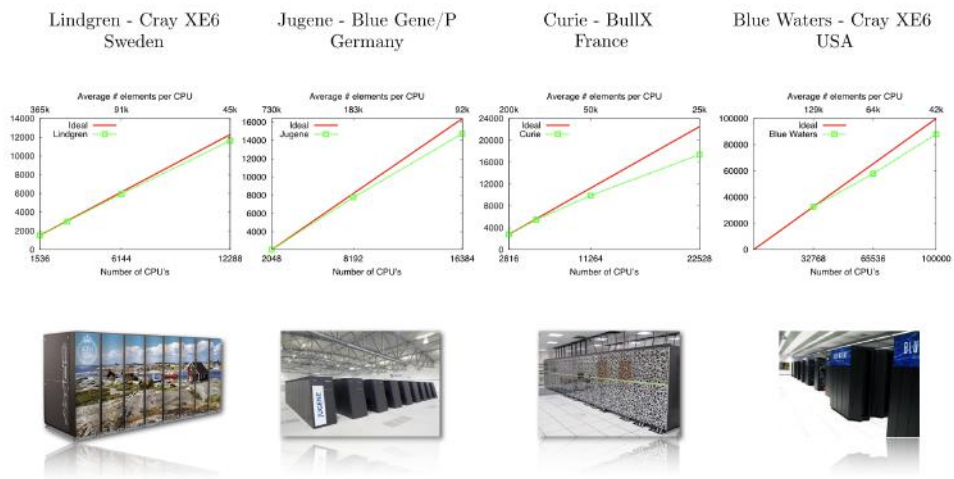 Lindgren - Cray XE6
Sweden
Jugene - Blue Gene/P
Germany
Curie - BullX
France
Blue Waters - Cray XE6
USA
Average # elements per CPU
365k 91k 45k
14000
12000
10000
8000
6000
4000
2000
0
Ideal
Lindgren
1536 6144 12288
Number of CPU's
Average # elements per CPU
730k 183k 92k
16000
14000
12000
10000
8000
6000
4000
Ideal
Jugene
2048 8192 16384
Number of CPU's
Average # elements per CPU
200k 50k 25k
24000
20000
16000
12000
8000
4000
0
Ideal
Curie
2816 11264 22528
Number of CPU's
Average # elements per CPU
129k 64k 42k
100000
80000
60000
40000
20000
0
Ideal
Blue Waters
32768 65536 100000
Number of CPU's
JUGENE